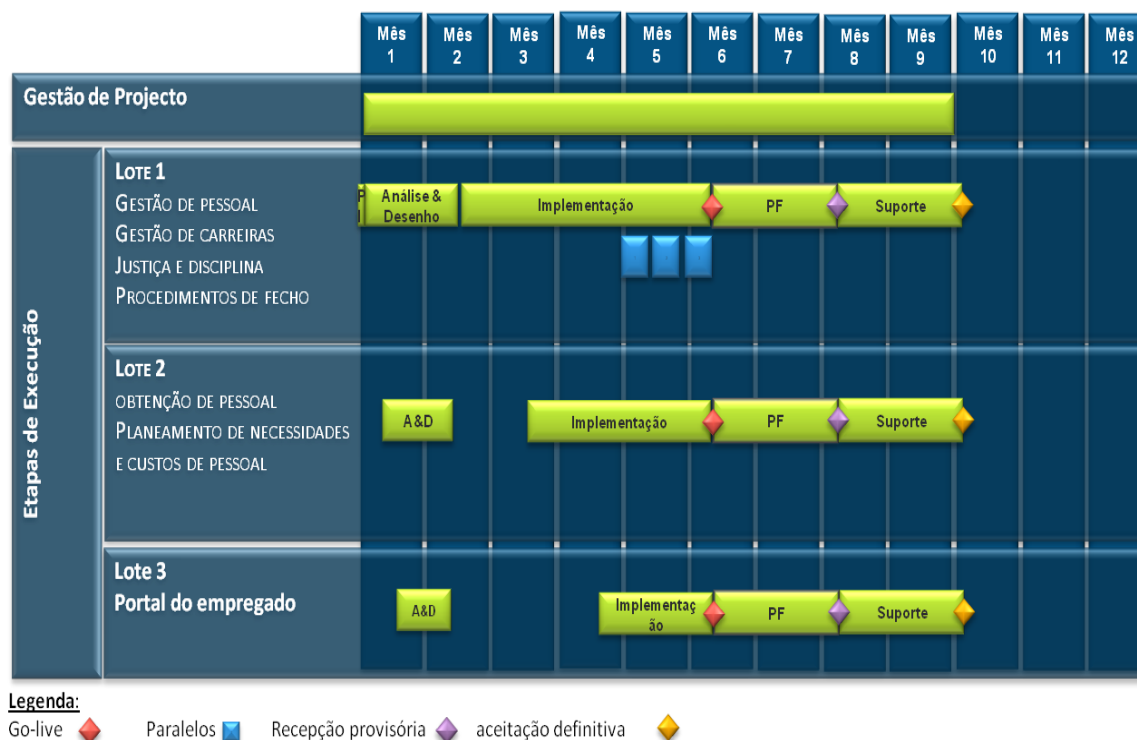 Mês 1
Mês 2
Mês 3
Mês 4
Mês 5
Mês 6
Mês 7
Mês 8
Mês 9
Mês 10
Mês 11
Mês 12
Gestão de Projecto
Etapas de Execução
LOTE 1
GESTÃO DE PESSOAL
GESTÃO DE CARREIRAS
JUSTIÇA E DISCIPLINA
PROCEDIMENTOS DE FECHO
PI
Análise &
Desenho
Implementação
PF
Suporte
LOTE 2
OBTENÇÃO DE PESSOAL
PLANEAMENTO DE NECESSIDADES
E CUSTOS DE PESSOAL
A&D
Implementação
PF
Suporte
Lote 3
Portal do empregado
A&D
Implementaç
ão
PF
Suporte
Legenda:
Go-live Paralelos Recepção provisória aceitação definitiva